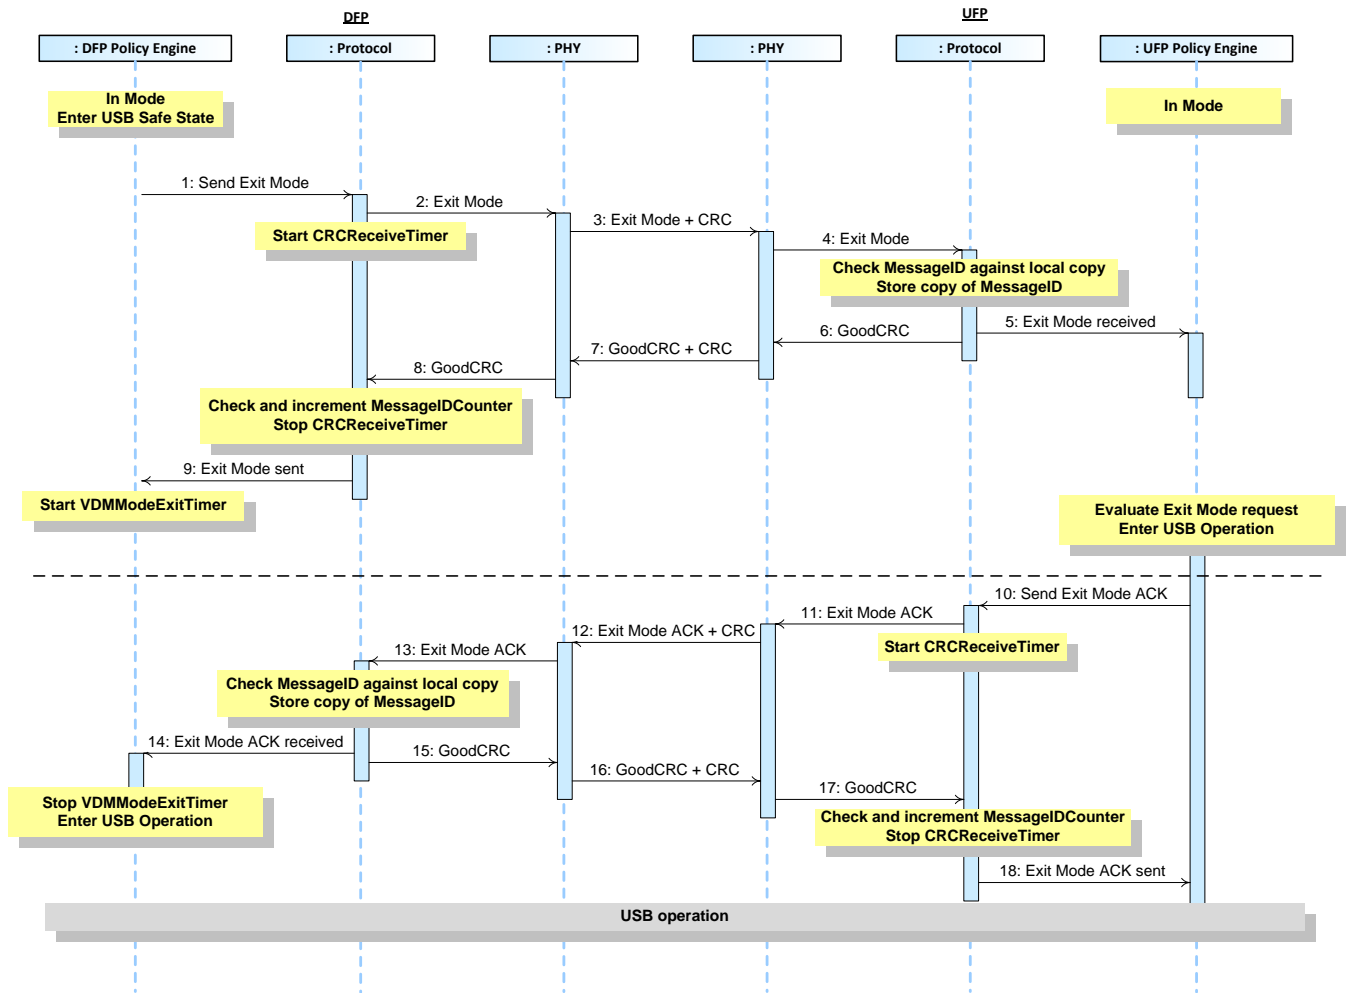 DFP
UFP
: DFP Policy Engine
: Protocol
: PHY
: PHY
: Protocol
: UFP Policy Engine
In Mode
Enter USB Safe State
In Mode
1: Send Exit Mode
2: Exit Mode
Start CRCReceiveTimer
3: Exit Mode + CRC
4: Exit Mode
Check MessageID against local copy
Store copy of MessageID
5: Exit Mode received
6: GoodCRC
7: GoodCRC + CRC
8: GoodCRC
Check and increment MessageIDCounter
Stop CRCReceiveTimer
9: Exit Mode sent
Start VDMModeExitTimer
Evaluate Exit Mode request
Enter USB Operation
10: Send Exit Mode ACK
11: Exit Mode ACK
Start CRCReceiveTimer
12: Exit Mode ACK + CRC
13: Exit Mode ACK
Check MessageID against local copy
Store copy of MessageID
14: Exit Mode ACK received
15: GoodCRC
16: GoodCRC + CRC
17: GoodCRC
Stop VDMModeExitTimer
Enter USB Operation
Check and increment MessageIDCounter
Stop CRCReceiveTimer
18: Exit Mode ACK sent
USB operation